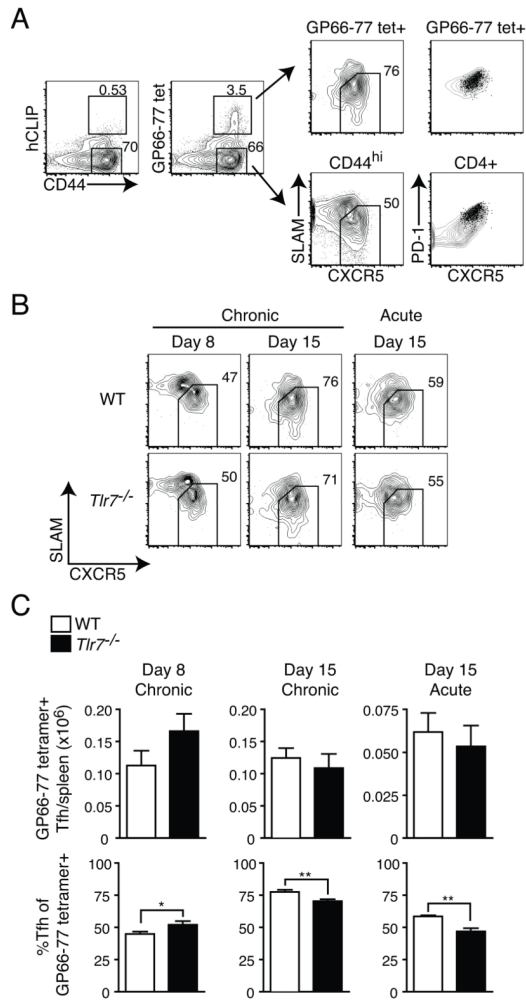 A
GP66-77 tet+
GP66-77 tet+
0.53
3.5
76
hCLIP
GP66-77 tet
70
66
CD44
CD44hi
CD4+
50
SLAM
PD-1
CXCR5
CXCR5
B
Chronic
Acute
Day 8
Day 15
Day 15
WT
47
76
59
Tlr7-/-
50
71
55
SLAM
CXCR5
C
WT
Tlr7-/-
Day 8
Chronic
Day 15
Chronic
Day 15
Acute
GP66-77 tetramer+
Tfh/spleen (x10⁶)
0.20
0.15
0.10
0.05
0.00
0.20
0.15
0.10
0.05
0.00
0.075
0.050
0.025
0.000
%Tfh of
GP66-77 tetramer+
100
75
50
25
0
*
100
75
50
25
0
**
100
75
50
25
0
**